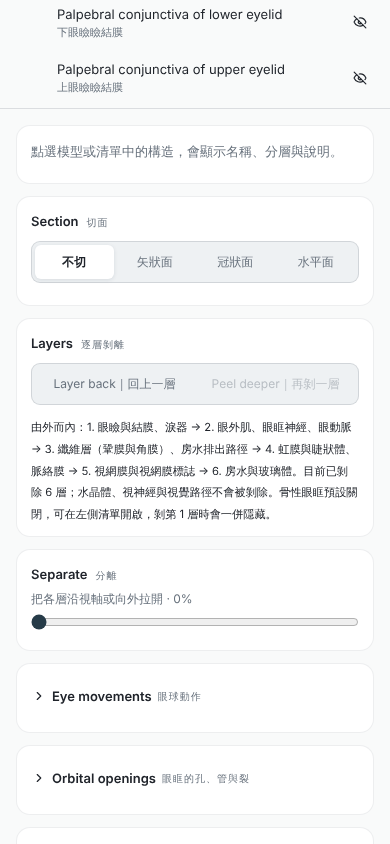 Palpebral conjunctiva of lower eyelid
下眼瞼瞼結膜
Palpebral conjunctiva of upper eyelid
上眼瞼瞼結膜
點選模型或清單中的構造，會顯示名稱、分層與說明。
Section 切面
不切 矢狀面 冠狀面 水平面
Layers 逐層剝離
Layer back｜回上一層 Peel deeper｜再剝一層
由外而內：1. 眼瞼與結膜、淚器 → 2. 眼外肌、眼眶神經、眼動脈
→ 3. 纖維層（鞏膜與角膜）、房水排出路徑 → 4. 虹膜與睫狀體、
脈絡膜 → 5. 視網膜與視網膜標誌 → 6. 房水與玻璃體。目前已剝
除 6 層；水晶體、視神經與視覺路徑不會被剝除。骨性眼眶預設關
閉，可在左側清單開啟，剝第 1 層時會一併隱藏。
Separate 分離
把各層沿視軸或向外拉開 · 0%
Eye movements 眼球動作
Orbital openings 眼眶的孔、管與裂